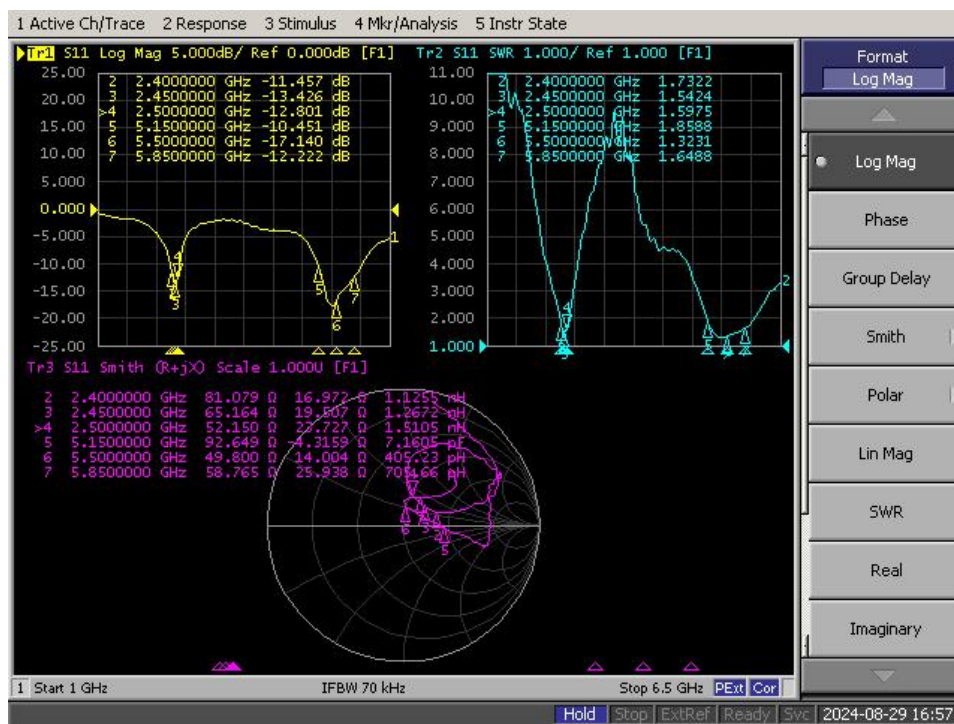 1 Active Ch/Trace 2 Response 3 Stimulus 4 Mkr/Analysis 5 Instr State
Tr1 S11 Log Mag 5.000dB/ Ref 0.000dB [F1]
25.00
20.00
15.00
10.00
5.000
0.000
-5.000
-10.00
-15.00
-20.00
-25.00
2 2.4000000 GHz -11.457 dB
3 2.4500000 GHz -13.426 dB
>4 2.5000000 GHz -12.801 dB
5 5.1500000 GHz -10.451 dB
6 5.5000000 GHz -17.140 dB
7 5.8500000 GHz -12.222 dB
4
3
5
6
7
1
Tr2 S11 SWR 1.000/ Ref 1.000 [F1]
11.00
10.00
9.000
8.000
7.000
6.000
5.000
4.000
3.000
2.000
1.000
2 2.4000000 GHz 1.7322
3 2.4500000 GHz 1.5424
>4 2.5000000 GHz 1.5975
5 5.1500000 GHz 1.8588
6 5.5000000 GHz 1.3231
7 5.8500000 GHz 1.6488
4
2
Tr3 S11 Smith (R+jX) Scale 1.000U [F1]
2 2.4000000 GHz 81.079 Ω 16.972 Ω 1.1255 nH
3 2.4500000 GHz 65.164 Ω 19.507 Ω 1.2672 nH
>4 2.5000000 GHz 52.150 Ω 23.727 Ω 1.5105 nH
5 5.1500000 GHz 92.649 Ω -4.3159 Ω 7.1605 pF
6 5.5000000 GHz 49.800 Ω 14.004 Ω 405.23 pH
7 5.8500000 GHz 58.765 Ω 25.938 Ω 705.66 pH
6
5
1 Start 1 GHz IFBW 70 kHz Stop 6.5 GHz PExt Cor
Format
Log Mag
Log Mag
Phase
Group Delay
Smith
Polar
Lin Mag
SWR
Real
Imaginary
Hold Stop ExtRef Ready Svc 2024-08-29 16:57